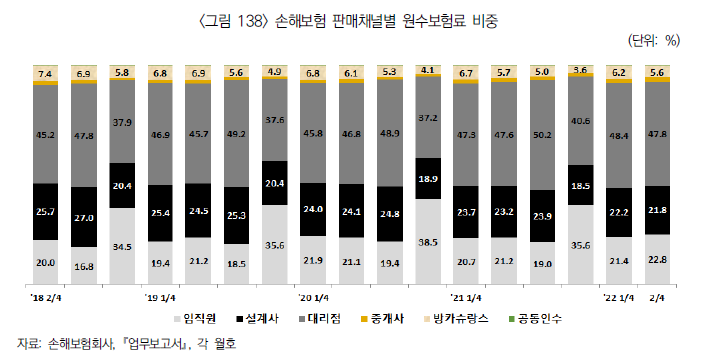 <그림 138> 손해보험 판매채널별 원수보험료 비중
(단위: %)
7.4 6.9 5.8 6.8 6.9 5.6 4.9 6.8 6.1 5.3 4.1 6.7 5.7 5.0 3.6 6.2 5.6
45.2 47.8 37.9 46.9 45.7 49.2 37.6 45.8 46.8 48.9 37.2 47.3 47.6 50.2 40.6 48.4 47.8
25.7 27.0 20.4 25.4 24.5 25.3 20.4 24.0 24.1 24.8 18.9 23.7 23.2 23.9 18.5 22.2 21.8
20.0 16.8 34.5 19.4 21.2 18.5 35.6 21.9 21.1 19.4 38.5 20.7 21.2 19.0 35.6 21.4 22.8
'18 2/4 '19 1/4 '20 1/4 '21 1/4 '22 1/4 2/4
임직원 설계사 대리점 중개사 방카슈랑스 공동인수
자료: 손해보험회사, 『업무보고서』, 각 월호